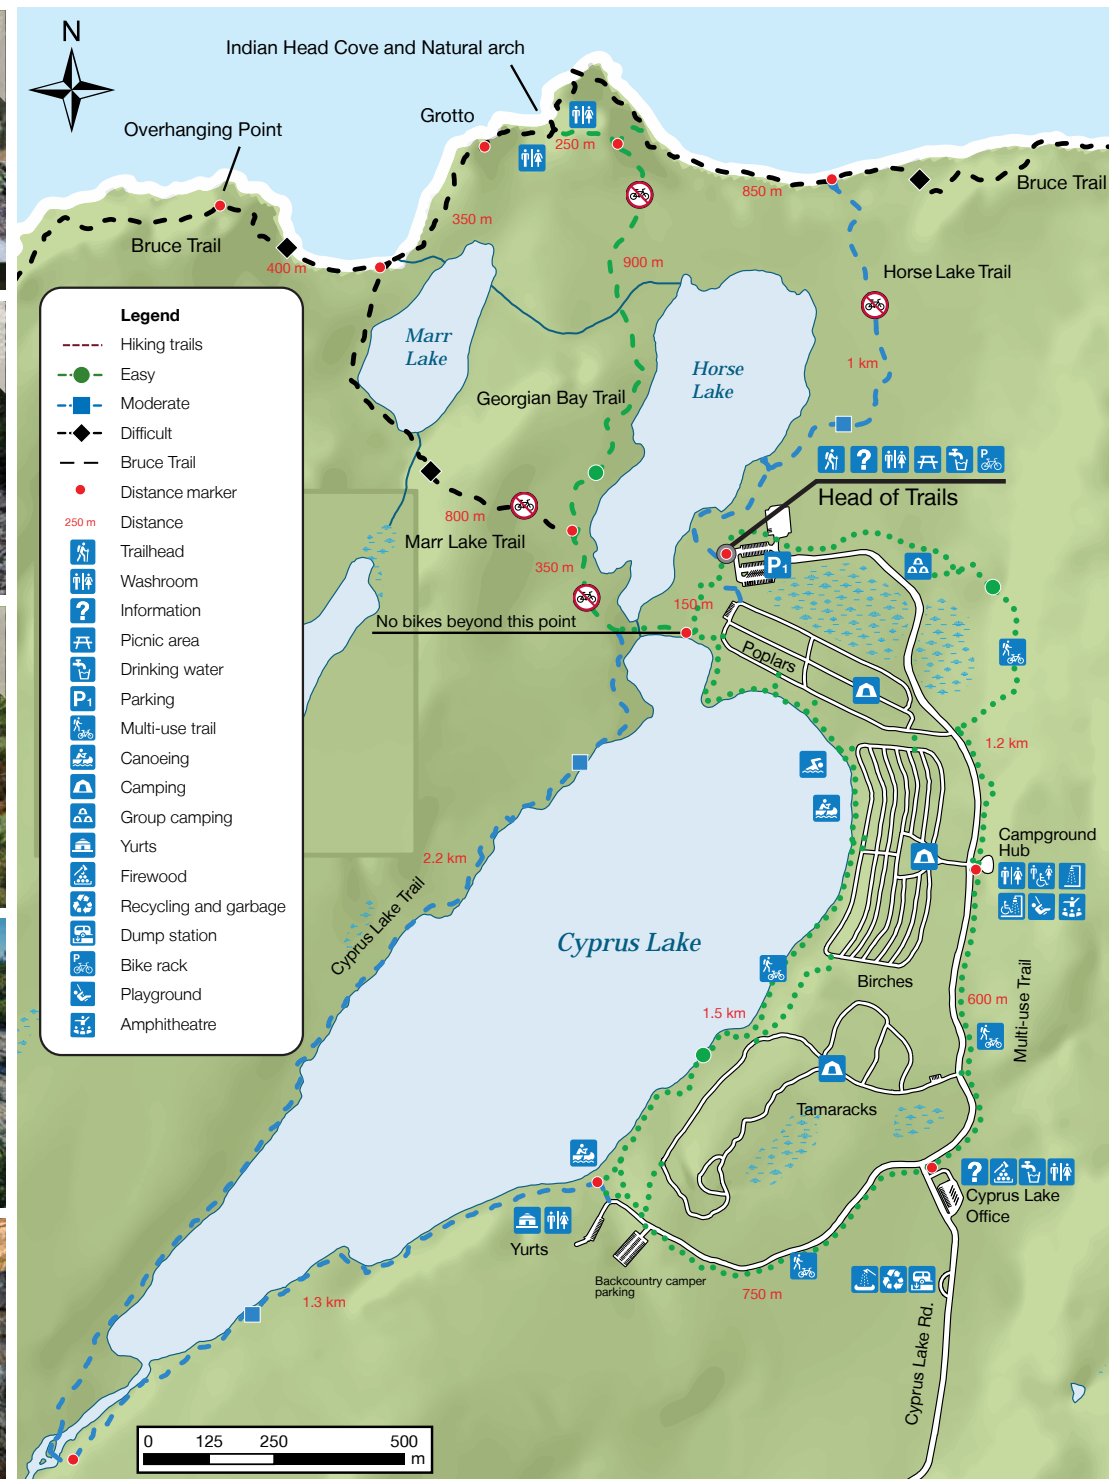 N
Indian Head Cove and Natural arch
Grotto
Overhanging Point
250 m
850 m
Bruce Trail
Bruce Trail
350 m
400 m
900 m
Horse Lake Trail
Marr
Lake
Horse
Lake
1 km
Georgian Bay Trail
?
P
Head of Trails
800 m
Marr Lake Trail
350 m
P1
150 m
No bikes beyond this point
Poplars
1.2 km
Campground
Hub
2.2 km
Cyprus Lake Trail
Cyprus Lake
Birches
1.5 km
600 m
Multi-use Trail
Tamaracks
?
Cyprus Lake
Office
Yurts
Backcountry camper
parking
750 m
1.3 km
Cyprus Lake Rd.
Legend
Hiking trails
Easy
Moderate
Difficult
Bruce Trail
Distance marker
250 m Distance
Trailhead
Washroom
? Information
Picnic area
Drinking water
P1 Parking
Multi-use trail
Canoeing
Camping
Group camping
Yurts
Firewood
Recycling and garbage
Dump station
P Bike rack
Playground
Amphitheatre
0 125 250 500
m